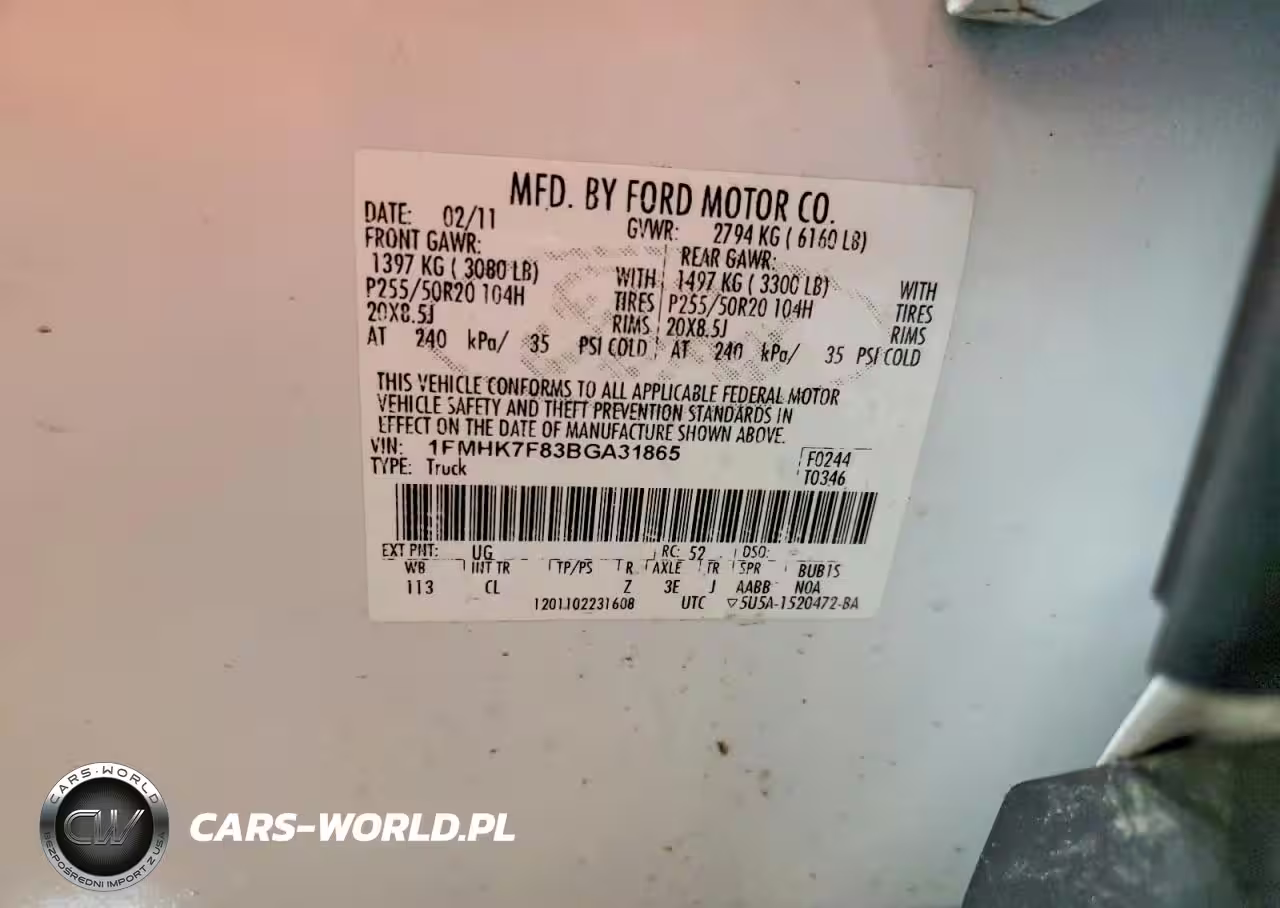 MFD. BY FORD MOTOR CO.
DATE: 02/11 GVWR: 2794 KG ( 6160 LB)
FRONT GAWR: REAR GAWR:
1397 KG ( 3080 LB) WITH 1497 KG ( 3300 LB) WITH
P255/50R20 104H TIRES P255/50R20 104H TIRES
20X8.5J RIMS 20X8.5J RIMS
AT 240 kPa/ 35 PSI COLD AT 240 kPa/ 35 PSI COLD
THIS VEHICLE CONFORMS TO ALL APPLICABLE FEDERAL MOTOR
VEHICLE SAFETY AND THEFT PREVENTION STANDARDS IN
EFFECT ON THE DATE OF MANUFACTURE SHOWN ABOVE.
VIN: 1FMHK7F83BGA31865
TYPE: Truck
F0244
T0346
EXT PNT: UG RC: 52 DSO:
WB INT TR TP/PS R AXLE TR SPR BUBTS
113 CL Z 3E J AABB N0A
1201102231608 UTC ▽5U5A-1520472-BA
CARS-WORLD
CW
BEZPOŚREDNI IMPORT Z USA
CARS-WORLD.PL